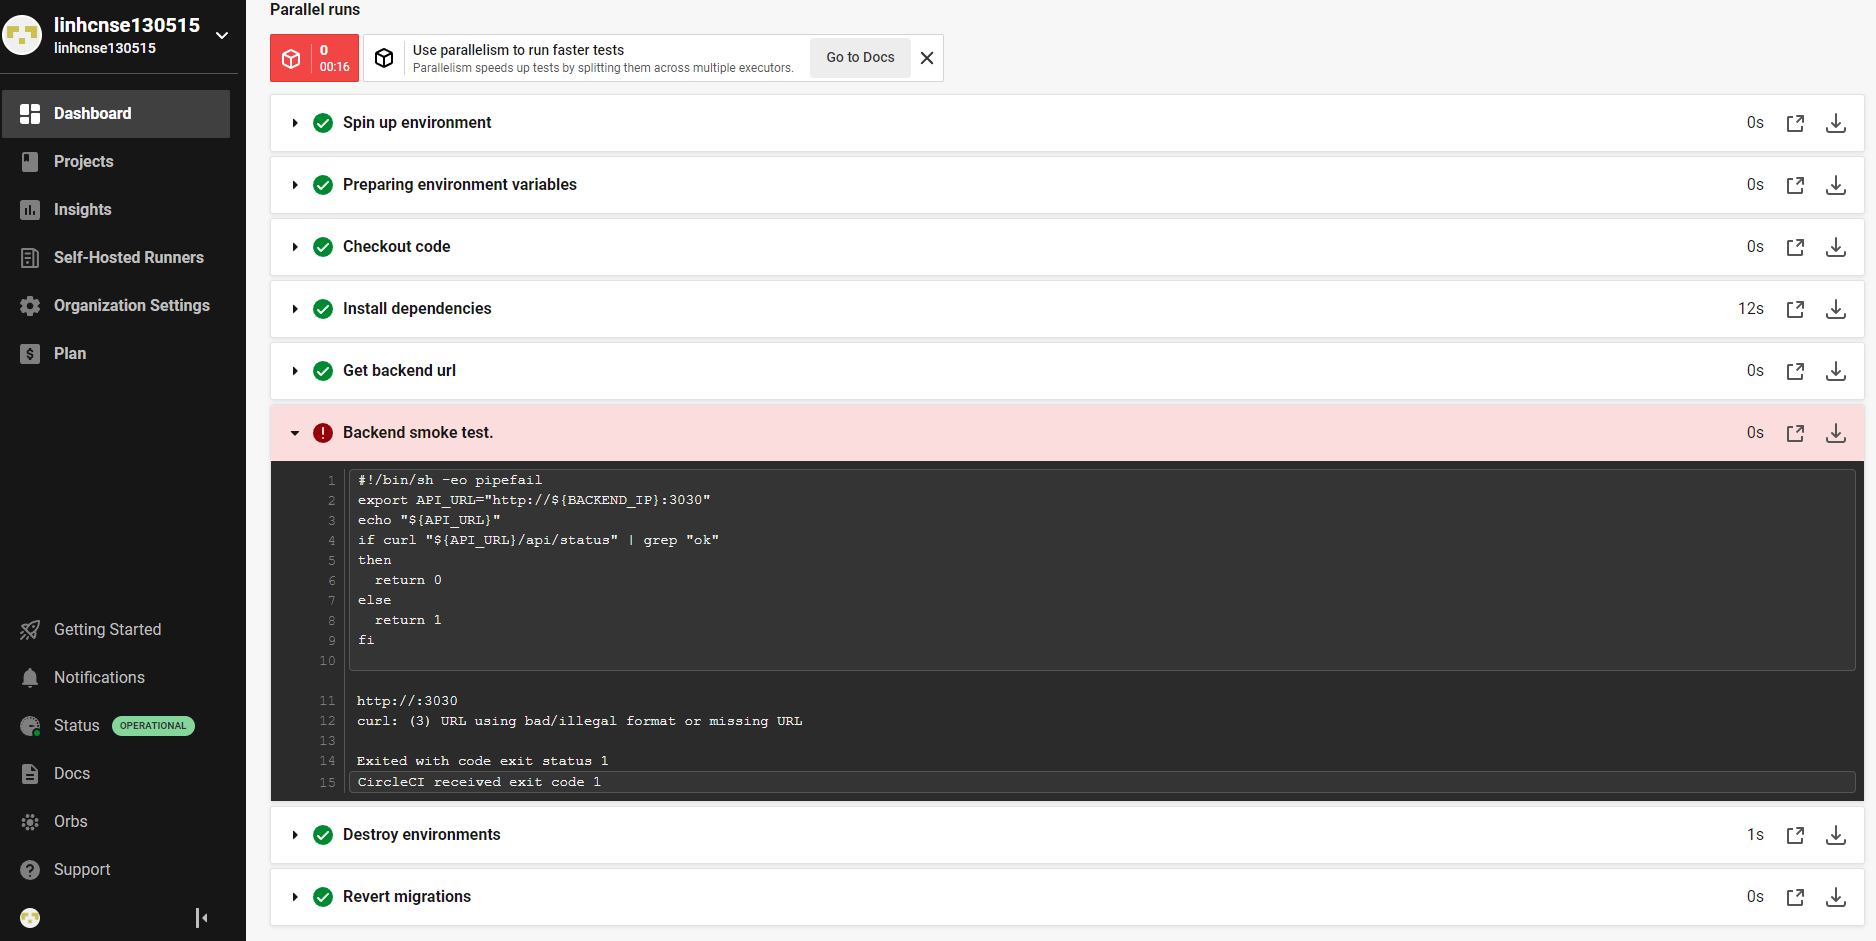 linhcnse130515
linhcnse130515
Dashboard
Projects
Insights
Self-Hosted Runners
Organization Settings
Plan
Getting Started
Notifications
Status OPERATIONAL
Docs
Orbs
Support
Parallel runs
0
00:16
Use parallelism to run faster tests
Parallelism speeds up tests by splitting them across multiple executors.
Go to Docs
Spin up environment 0s
Preparing environment variables 0s
Checkout code 0s
Install dependencies 12s
Get backend url 0s
Backend smoke test. 0s
1 #!/bin/sh -eo pipefail
2 export API_URL="http://${BACKEND_IP}:3030"
3 echo "${API_URL}"
4 if curl "${API_URL}/api/status" | grep "ok"
5 then
6   return 0
7 else
8   return 1
9 fi
10
11 http://:3030
12 curl: (3) URL using bad/illegal format or missing URL
13
14 Exited with code exit status 1
15 CircleCI received exit code 1
Destroy environments 1s
Revert migrations 0s